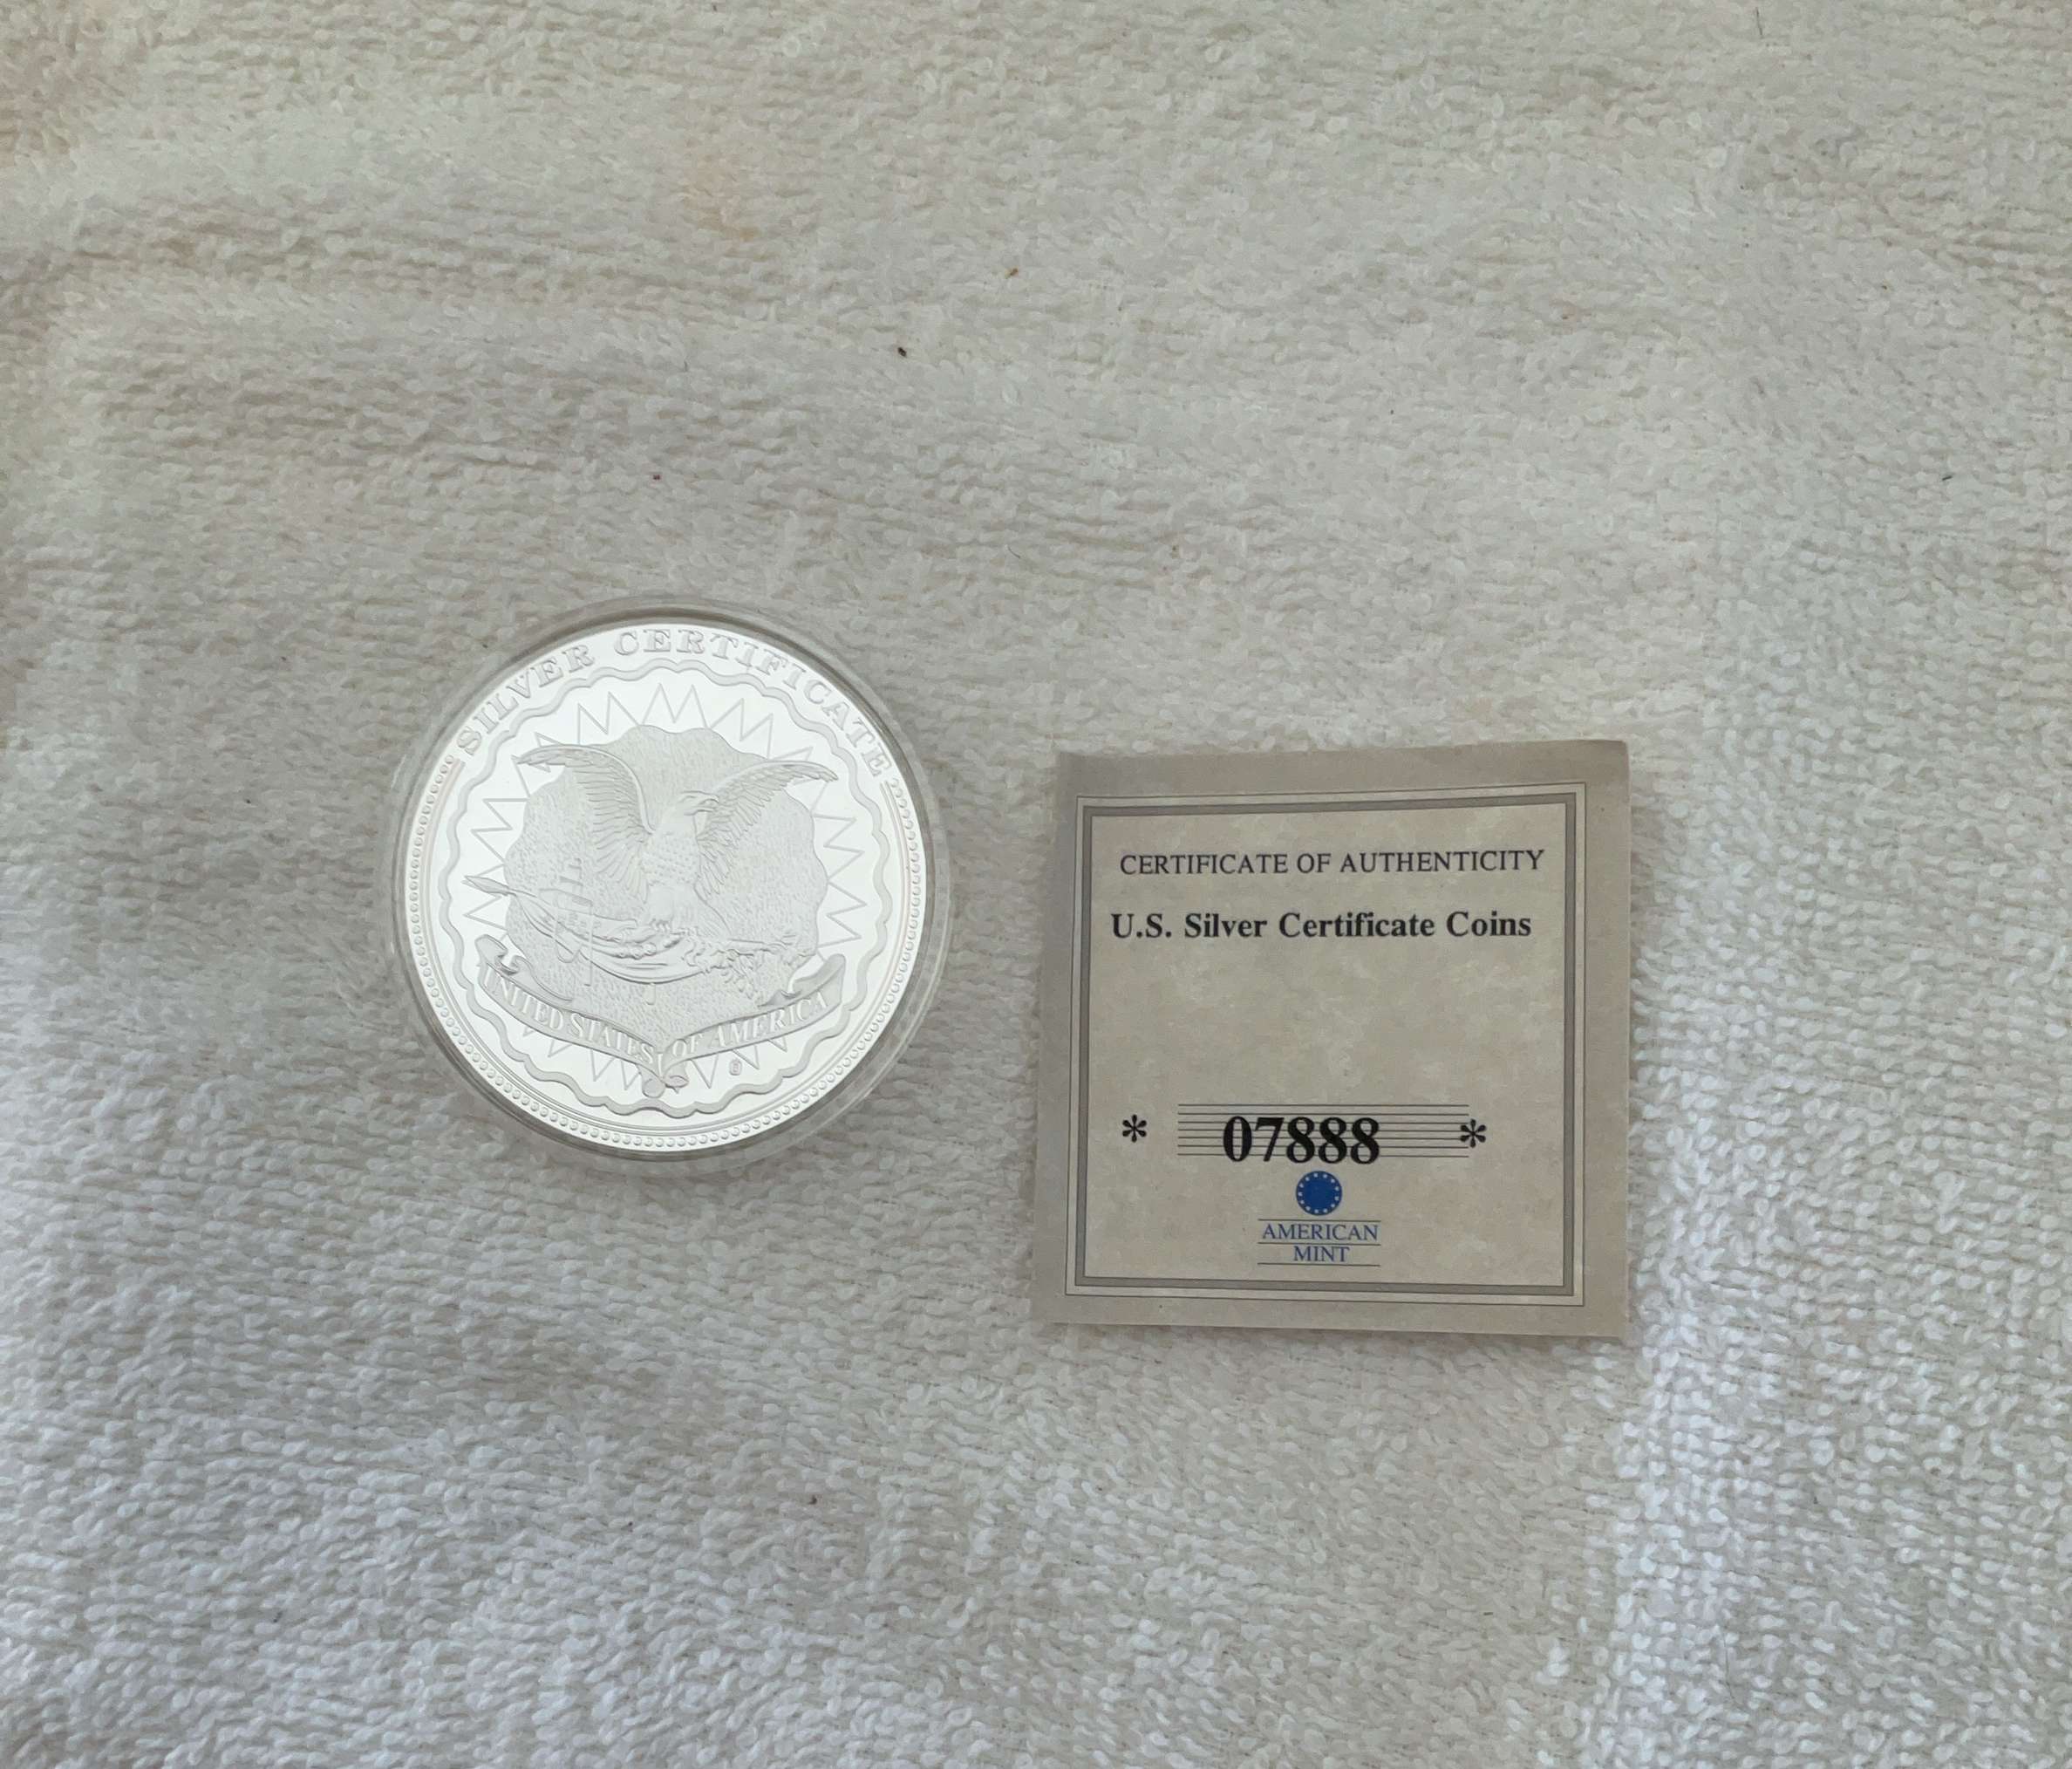 SILVER CERTIFICATE
UNITED STATES OF AMERICA
CERTIFICATE OF AUTHENTICITY
U.S. Silver Certificate Coins
* 07888 *
AMERICAN
MINT